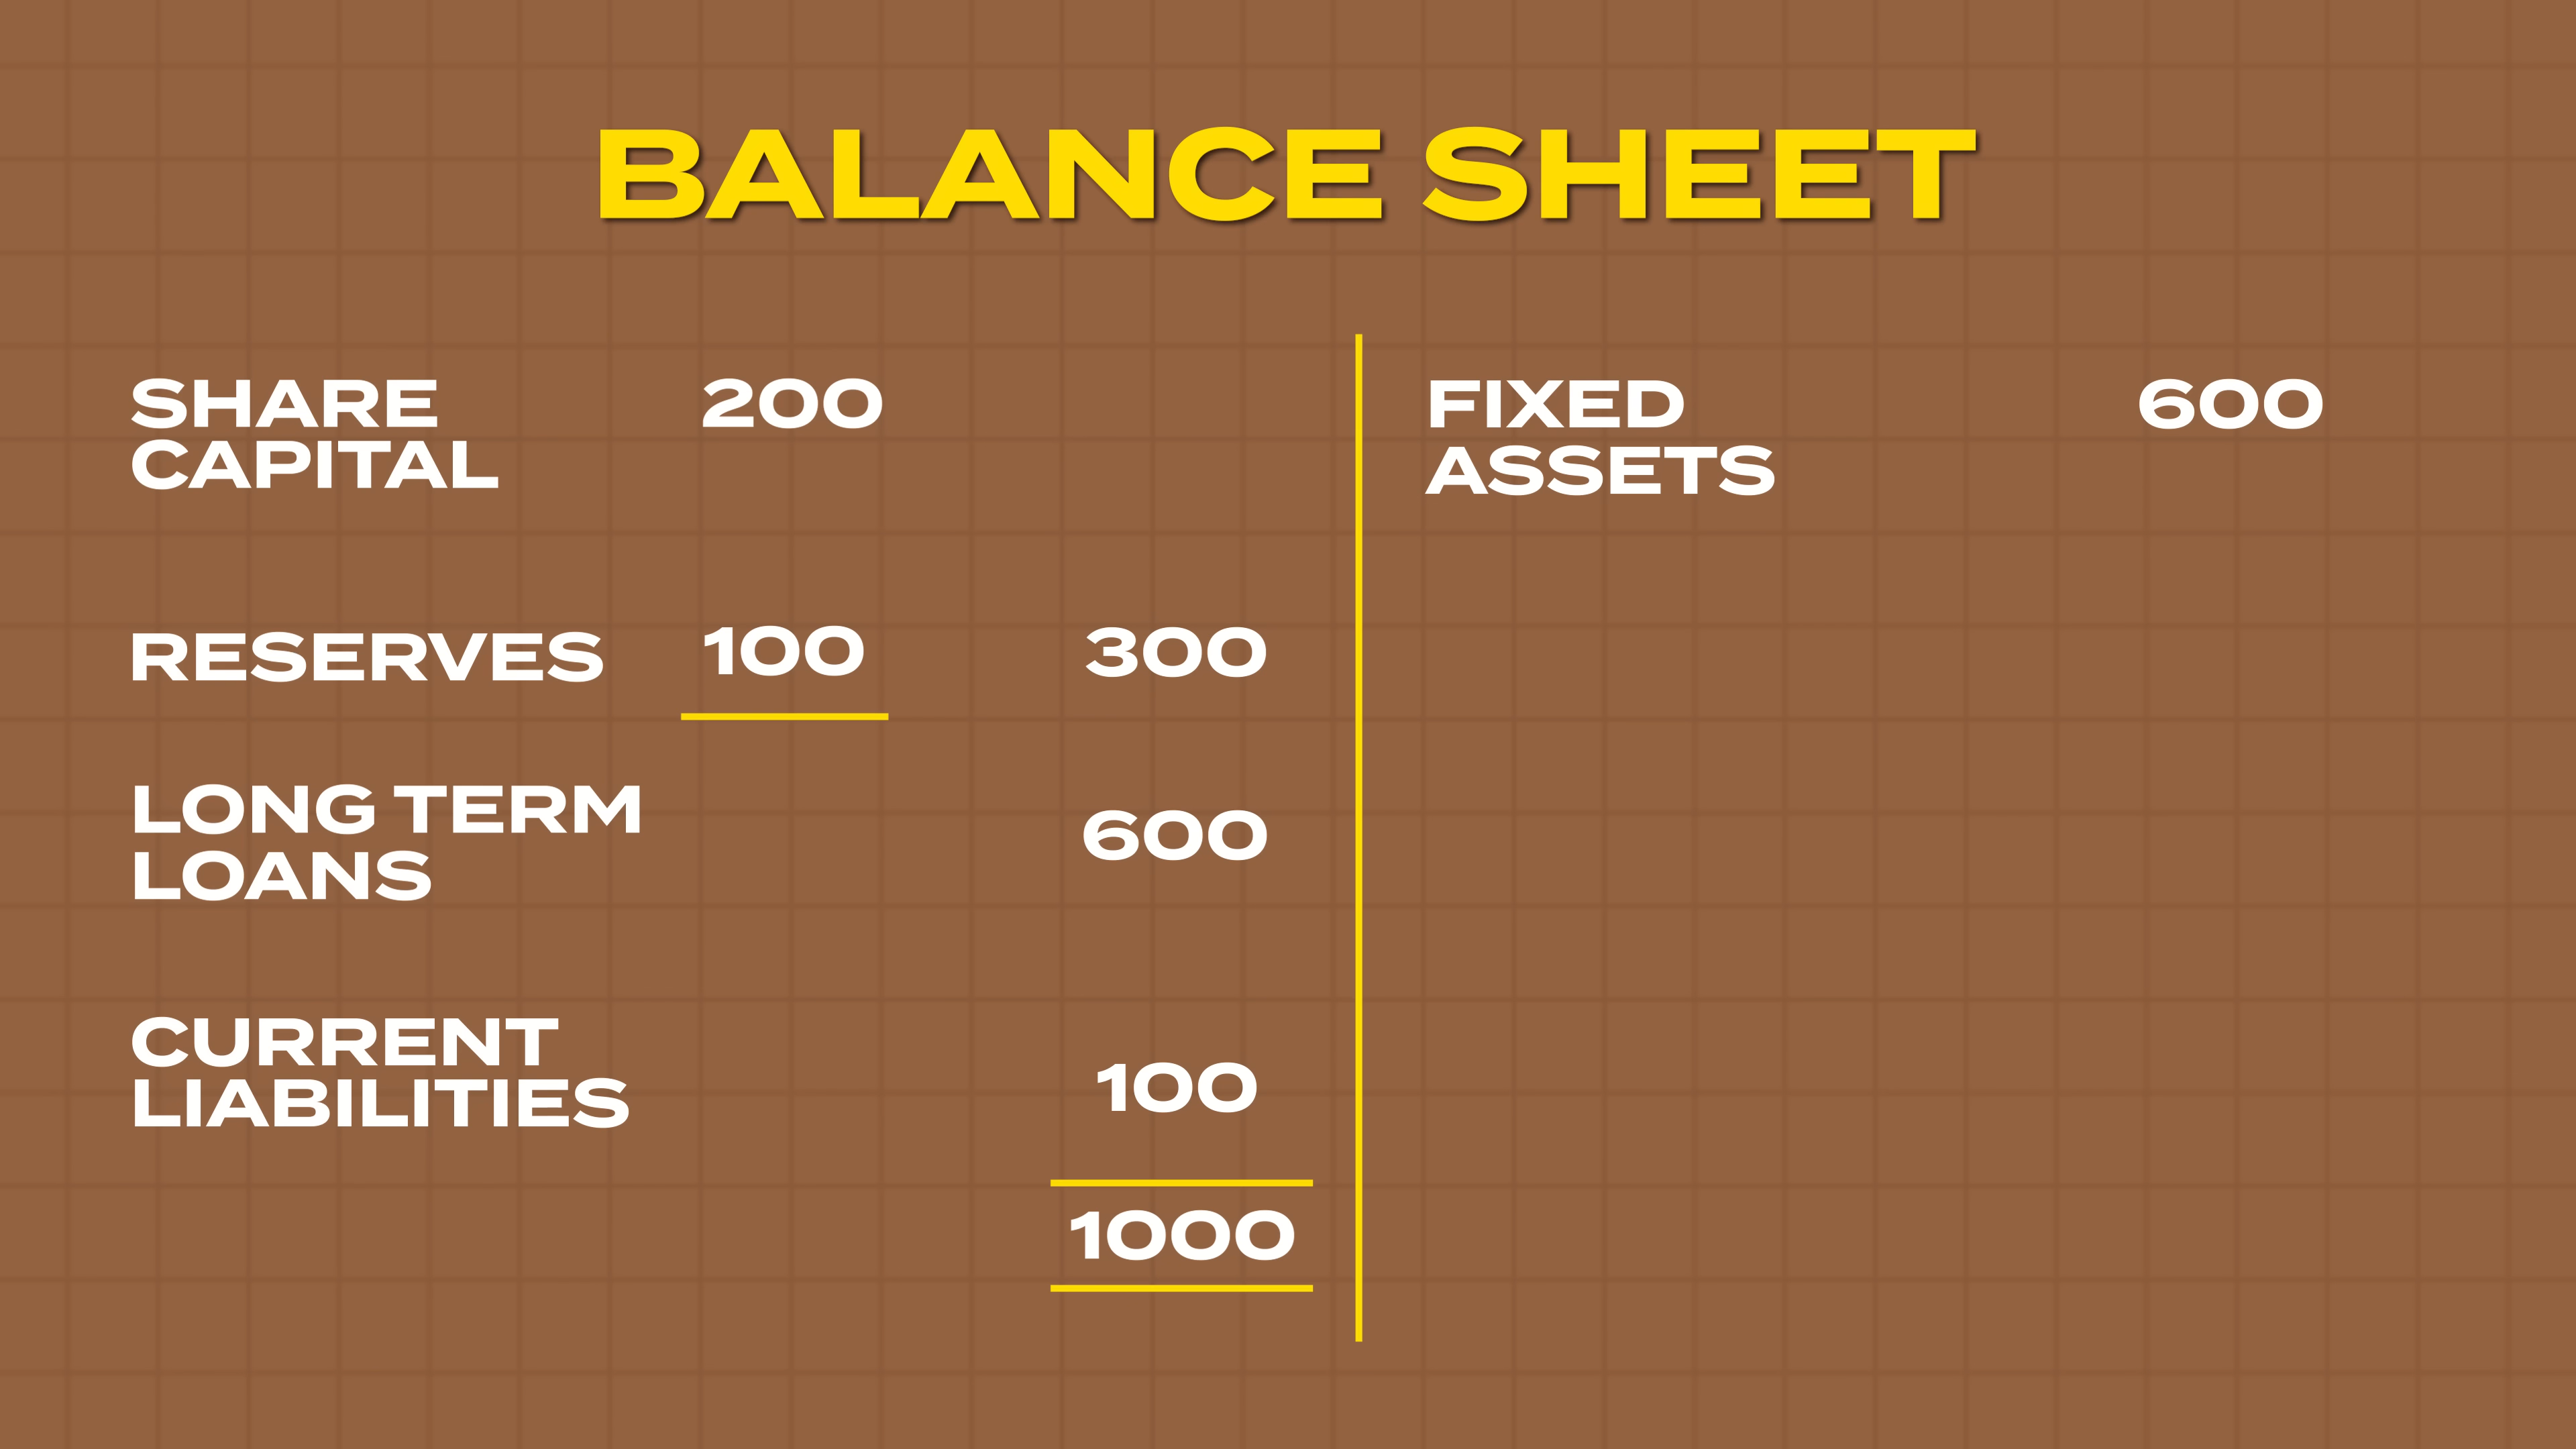 BALANCE SHEET
SHARE
CAPITAL
200
RESERVES
100
300
LONG TERM
LOANS
600
CURRENT
LIABILITIES
100
1000
FIXED
ASSETS
600